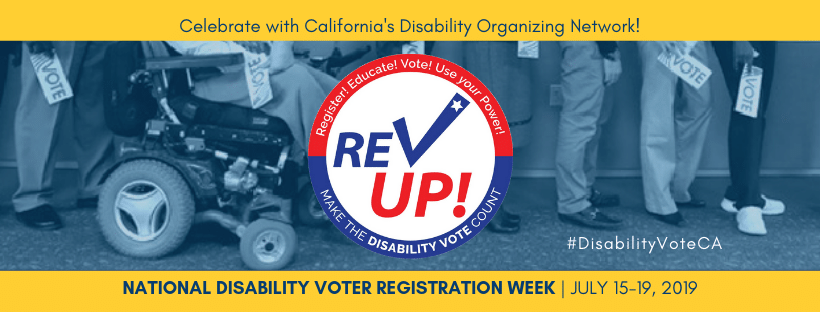 Celebrate with California's Disability Organizing Network!
VOTE
VOTE
VOTE
VOTE
Register! Educate! Vote! Use your Power!
REV
UP!
MAKE THE DISABILITY VOTE COUNT
#DisabilityVoteCA
NATIONAL DISABILITY VOTER REGISTRATION WEEK | JULY 15-19, 2019